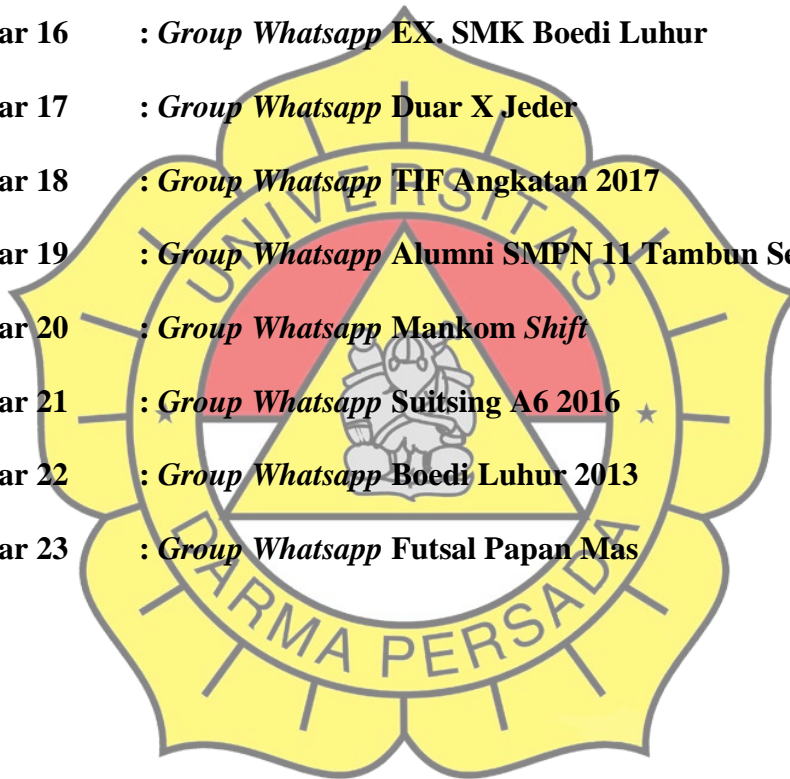 ar 16 : Group Whatsapp EX. SMK Boedi Luhur
ar 17 : Group Whatsapp Duar X Jeder
ar 18 : Group Whatsapp TIF Angkatan 2017
ar 19 : Group Whatsapp Alumni SMPN 11 Tambun Se
ar 20 : Group Whatsapp Mankom Shift
ar 21 : Group Whatsapp Suitsing A6 2016
ar 22 : Group Whatsapp Boedi Luhur 2013
ar 23 : Group Whatsapp Futsal Papan Mas
UNIVERSITAS
DARMA PERSADA